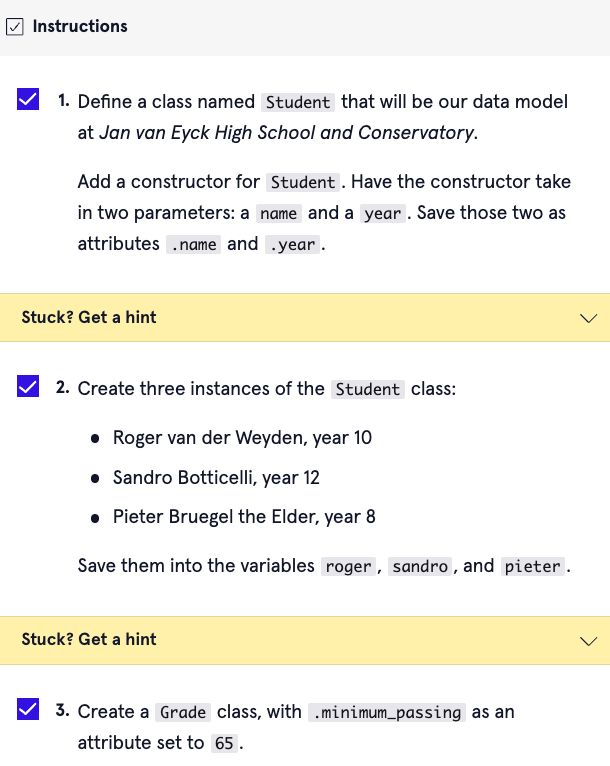 Instructions
1. Define a class named Student that will be our data model
at Jan van Eyck High School and Conservatory.
Add a constructor for Student. Have the constructor take
in two parameters: a name and a year. Save those two as
attributes .name and .year.
Stuck? Get a hint
2. Create three instances of the Student class:
• Roger van der Weyden, year 10
• Sandro Botticelli, year 12
• Pieter Bruegel the Elder, year 8
Save them into the variables roger, sandro, and pieter.
Stuck? Get a hint
3. Create a Grade class, with .minimum_passing as an
attribute set to 65.